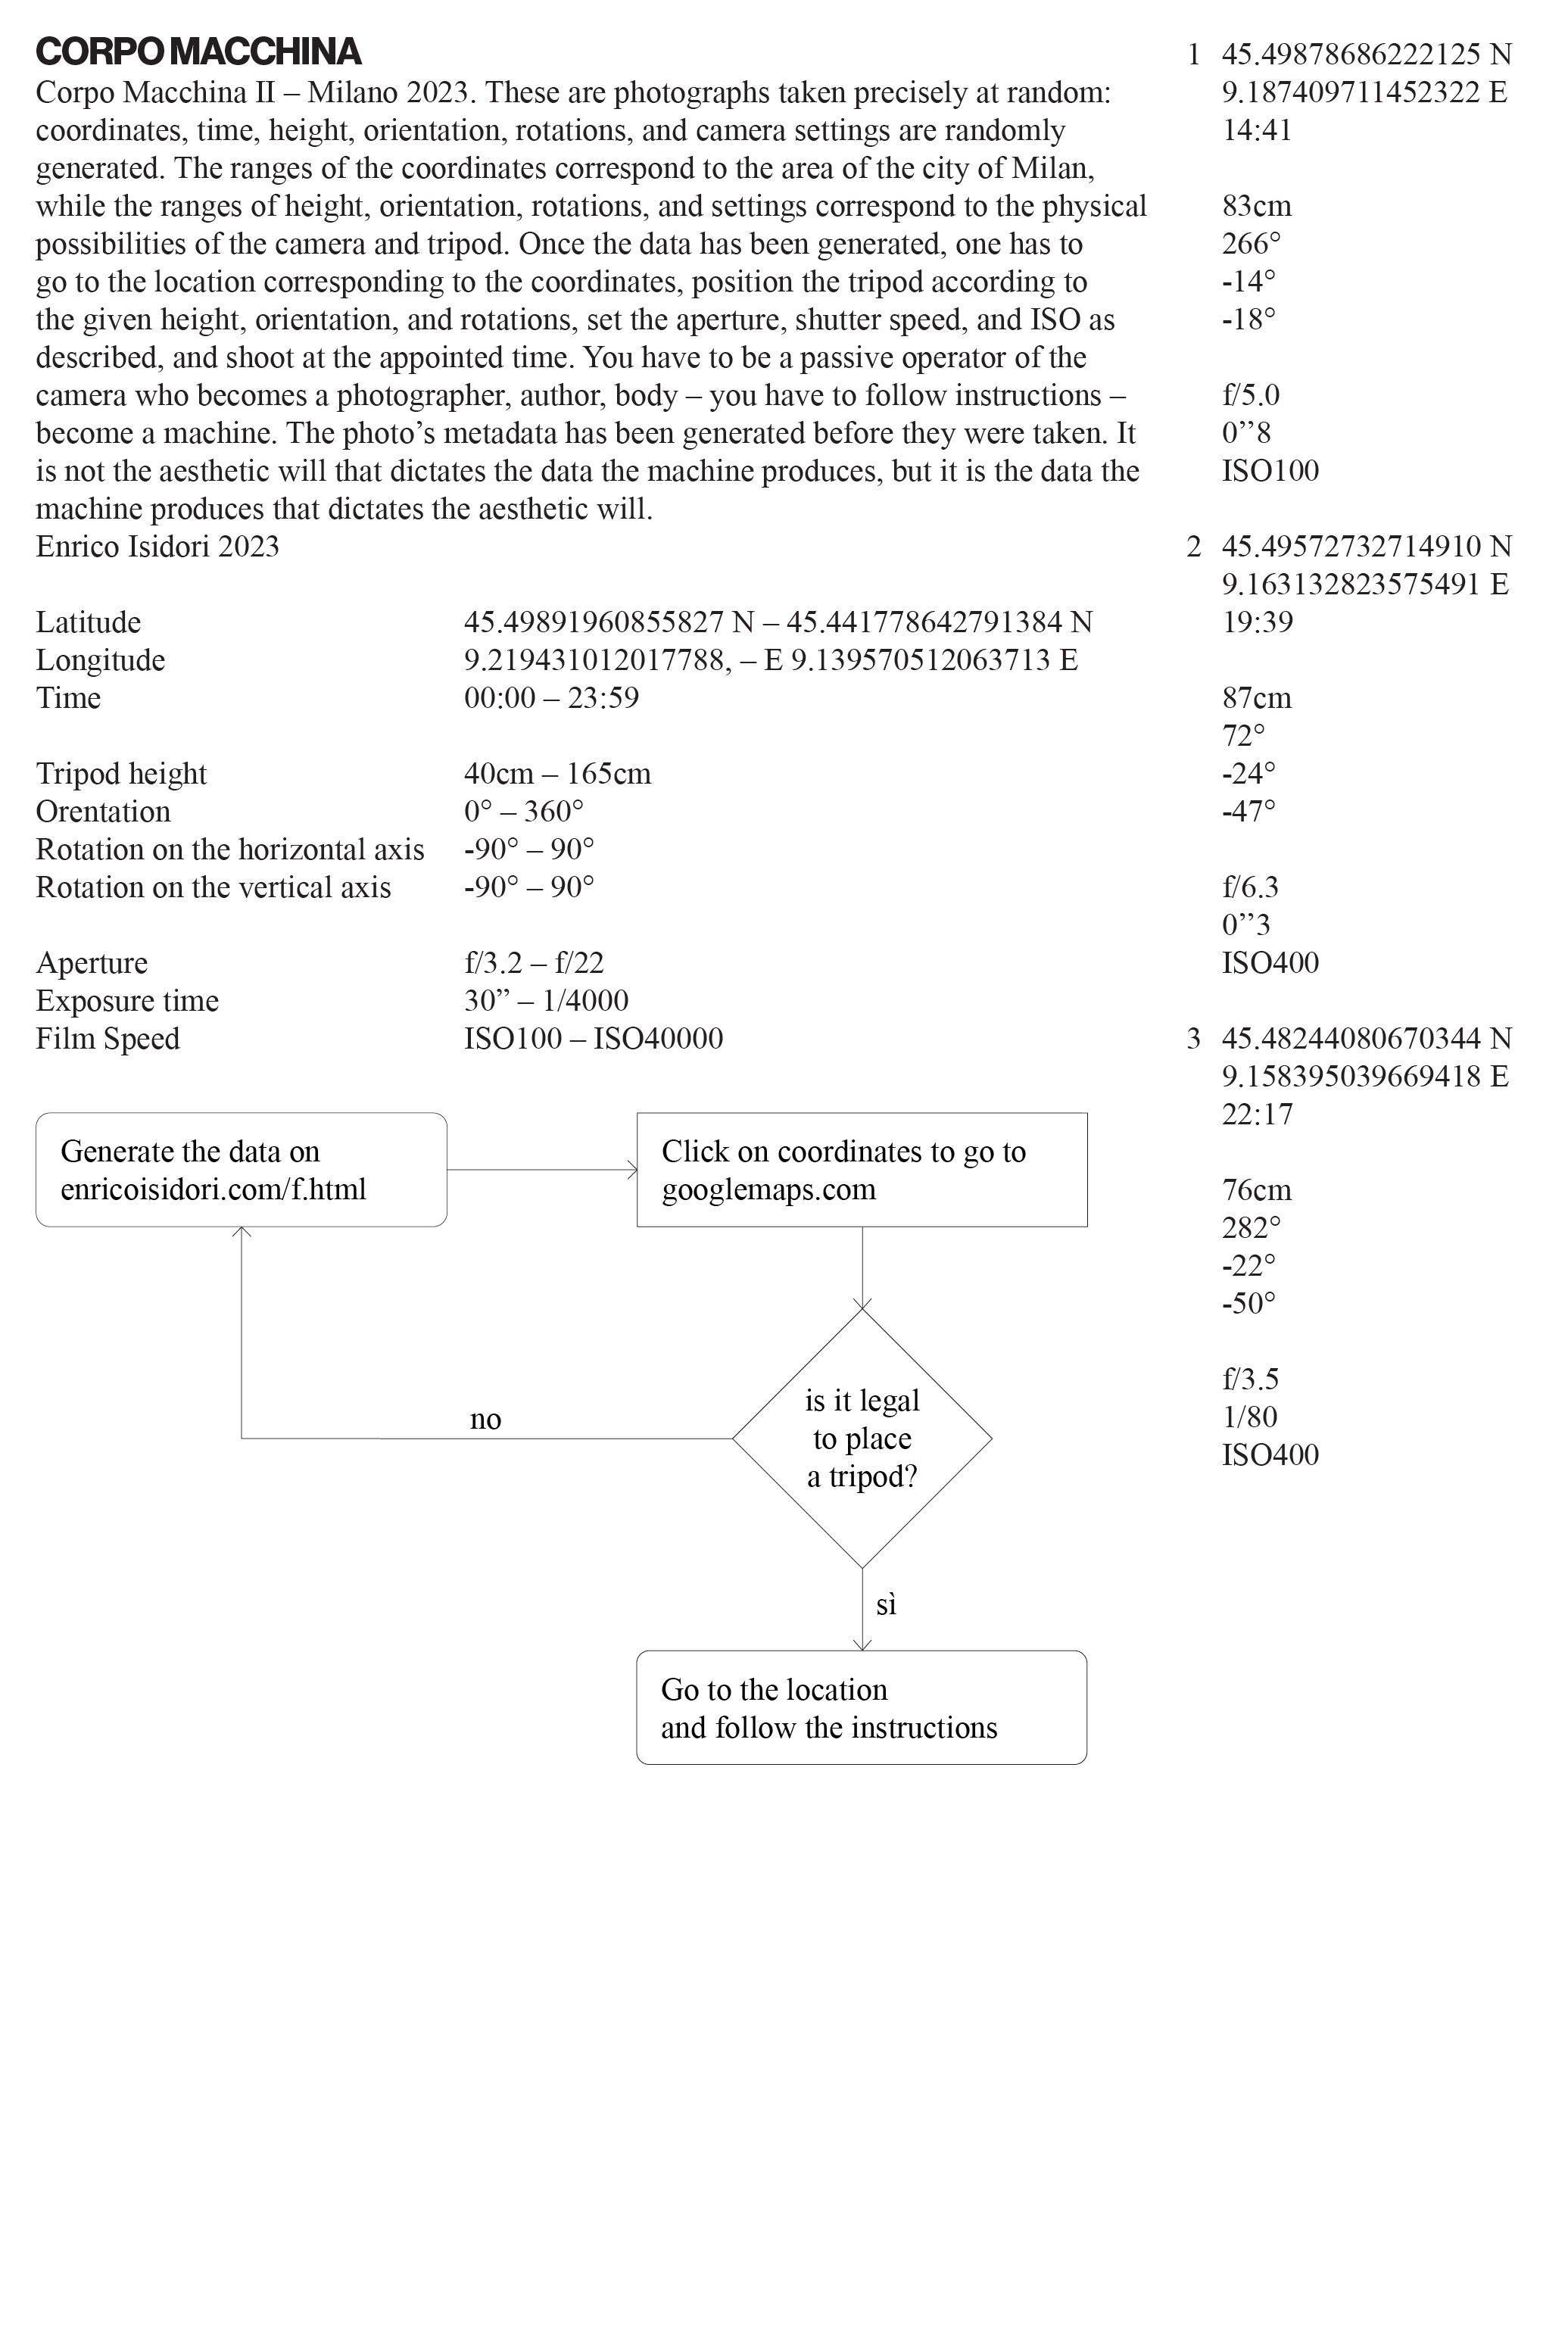 CORPO MACCHINA
Corpo Macchina II – Milano 2023. These are photographs taken precisely at random:
coordinates, time, height, orientation, rotations, and camera settings are randomly
generated. The ranges of the coordinates correspond to the area of the city of Milan,
while the ranges of height, orientation, rotations, and settings correspond to the physical
possibilities of the camera and tripod. Once the data has been generated, one has to
go to the location corresponding to the coordinates, position the tripod according to
the given height, orientation, and rotations, set the aperture, shutter speed, and ISO as
described, and shoot at the appointed time. You have to be a passive operator of the
camera who becomes a photographer, author, body – you have to follow instructions –
become a machine. The photo’s metadata has been generated before they were taken. It
is not the aesthetic will that dictates the data the machine produces, but it is the data the
machine produces that dictates the aesthetic will.
Enrico Isidori 2023
Latitude 45.49891960855827 N – 45.441778642791384 N
Longitude 9.219431012017788, – E 9.139570512063713 E
Time 00:00 – 23:59
Tripod height 40cm – 165cm
Orentation 0° – 360°
Rotation on the horizontal axis -90° – 90°
Rotation on the vertical axis -90° – 90°
Aperture f/3.2 – f/22
Exposure time 30” – 1/4000
Film Speed ISO100 – ISO40000
Generate the data on
enricoisidori.com/f.html
Click on coordinates to go to
googlemaps.com
is it legal
to place
a tripod?
no
sì
Go to the location
and follow the instructions
1 45.49878686222125 N
9.187409711452322 E
14:41
83cm
266°
-14°
-18°
f/5.0
0”8
ISO100
2 45.49572732714910 N
9.163132823575491 E
19:39
87cm
72°
-24°
-47°
f/6.3
0”3
ISO400
3 45.48244080670344 N
9.158395039669418 E
22:17
76cm
282°
-22°
-50°
f/3.5
1/80
ISO400